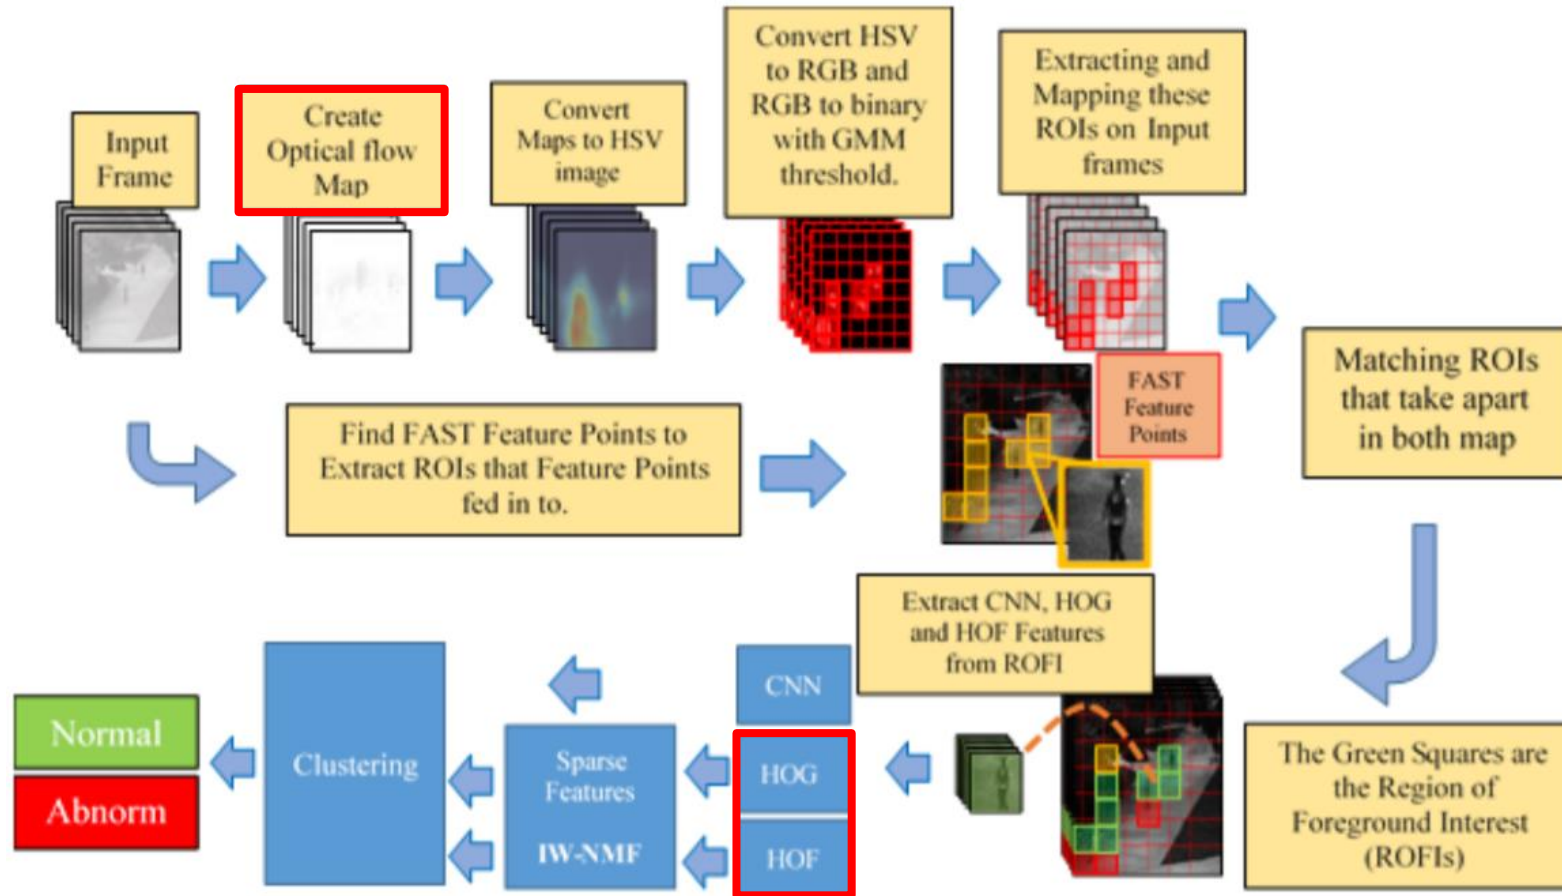 Input
Frame
Create
Optical flow
Map
Convert
Maps to HSV
image
Convert HSV
to RGB and
RGB to binary
with GMM
threshold.
Extracting and
Mapping these
ROIs on Input
frames
Find FAST Feature Points to
Extract ROIs that Feature Points
fed in to.
FAST
Feature
Points
Matching ROIs
that take apart
in both map
Extract CNN, HOG
and HOF Features
from ROFI
The Green Squares are
the Region of
Foreground Interest
(ROFIs)
CNN
HOG
HOF
Sparse
Features
IW-NMF
Clustering
Normal
Abnorm